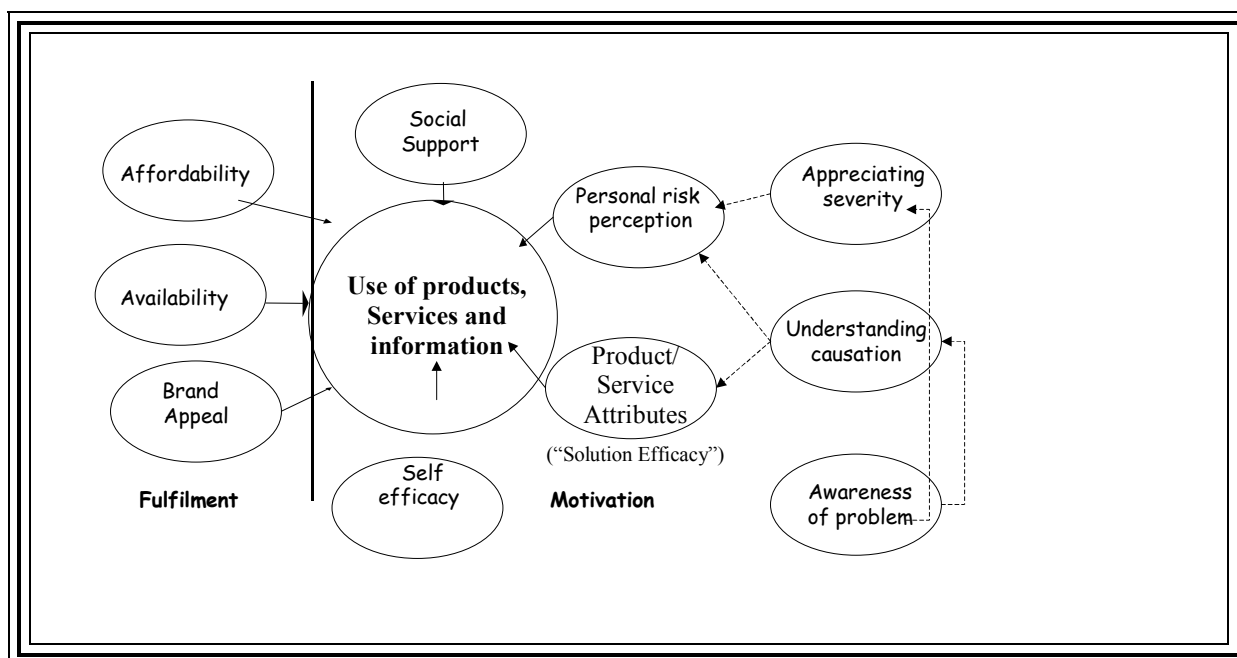 Affordability
Availability
Brand
Appeal
Fulfilment
Social
Support
Use of products,
Services and
information
Self
efficacy
Personal risk
perception
Product/
Service
Attributes
(“Solution Efficacy”)
Motivation
Appreciating
severity
Understanding
causation
Awareness
of problem